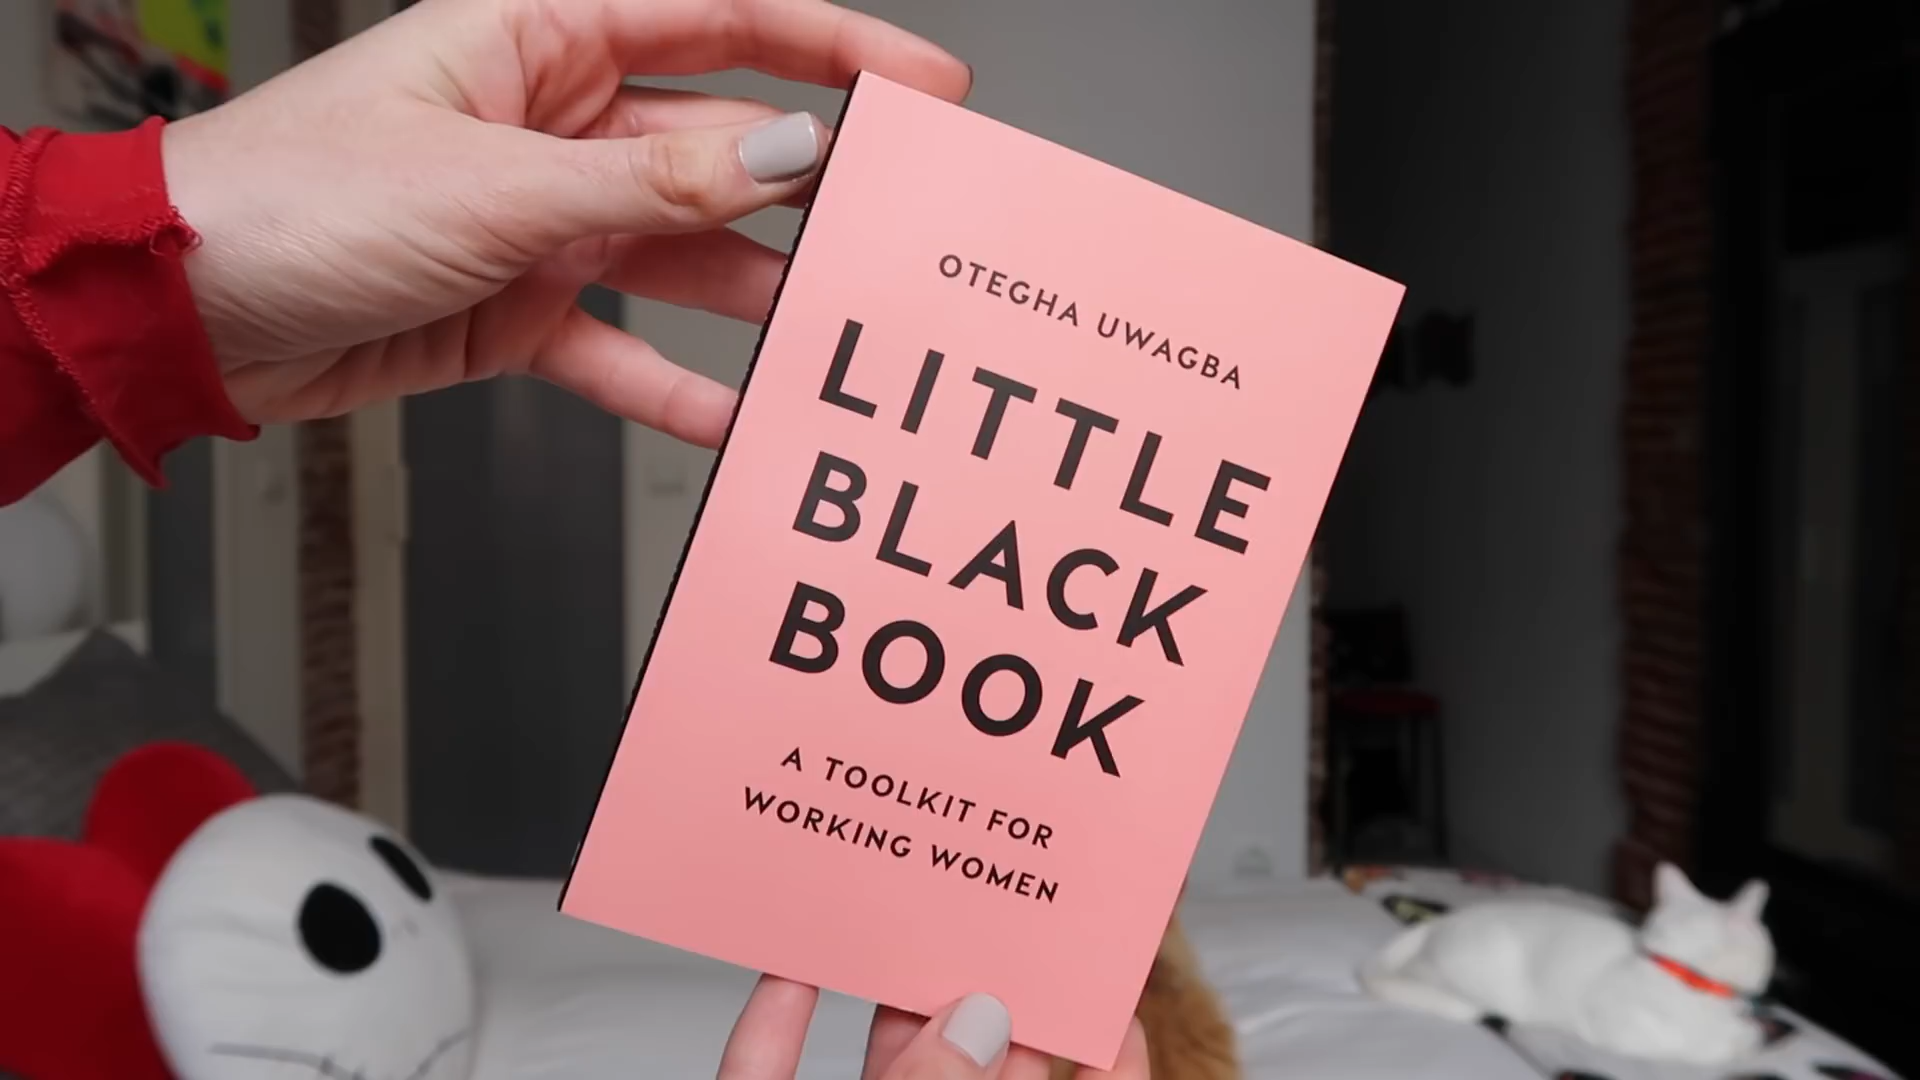 OTEGHA UWAGBA
LITTLE
BLACK
BOOK
A TOOLKIT FOR
WORKING WOMEN